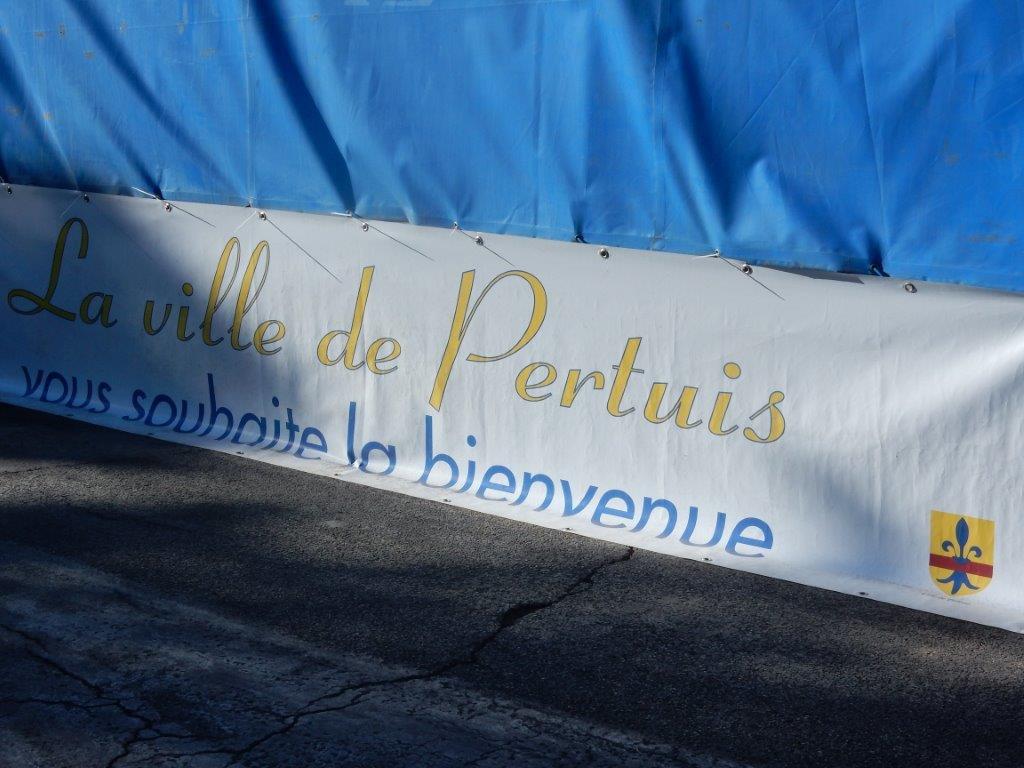 La ville de Pertuis
vous souhaite la bienvenue